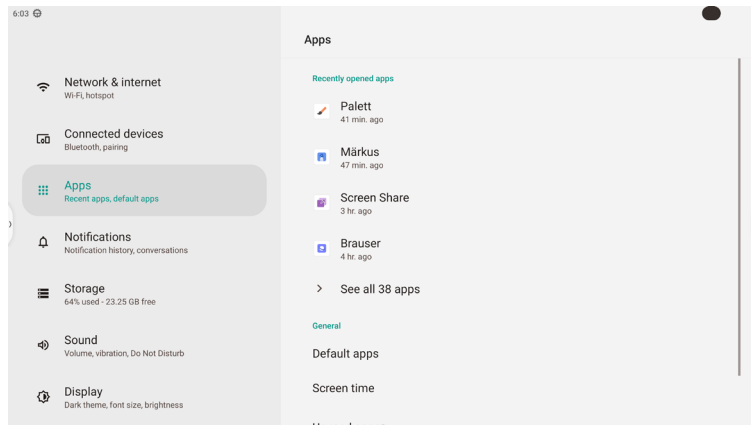 6:03
Network & internet
Wi-Fi, hotspot
Connected devices
Bluetooth, pairing
Apps
Recent apps, default apps
Notifications
Notification history, conversations
Storage
64% used - 23.25 GB free
Sound
Volume, vibration, Do Not Disturb
Display
Dark theme, font size, brightness
Apps
Recently opened apps
Palett
41 min. ago
Märkus
47 min. ago
Screen Share
3 hr. ago
Brauser
4 hr. ago
See all 38 apps
General
Default apps
Screen time